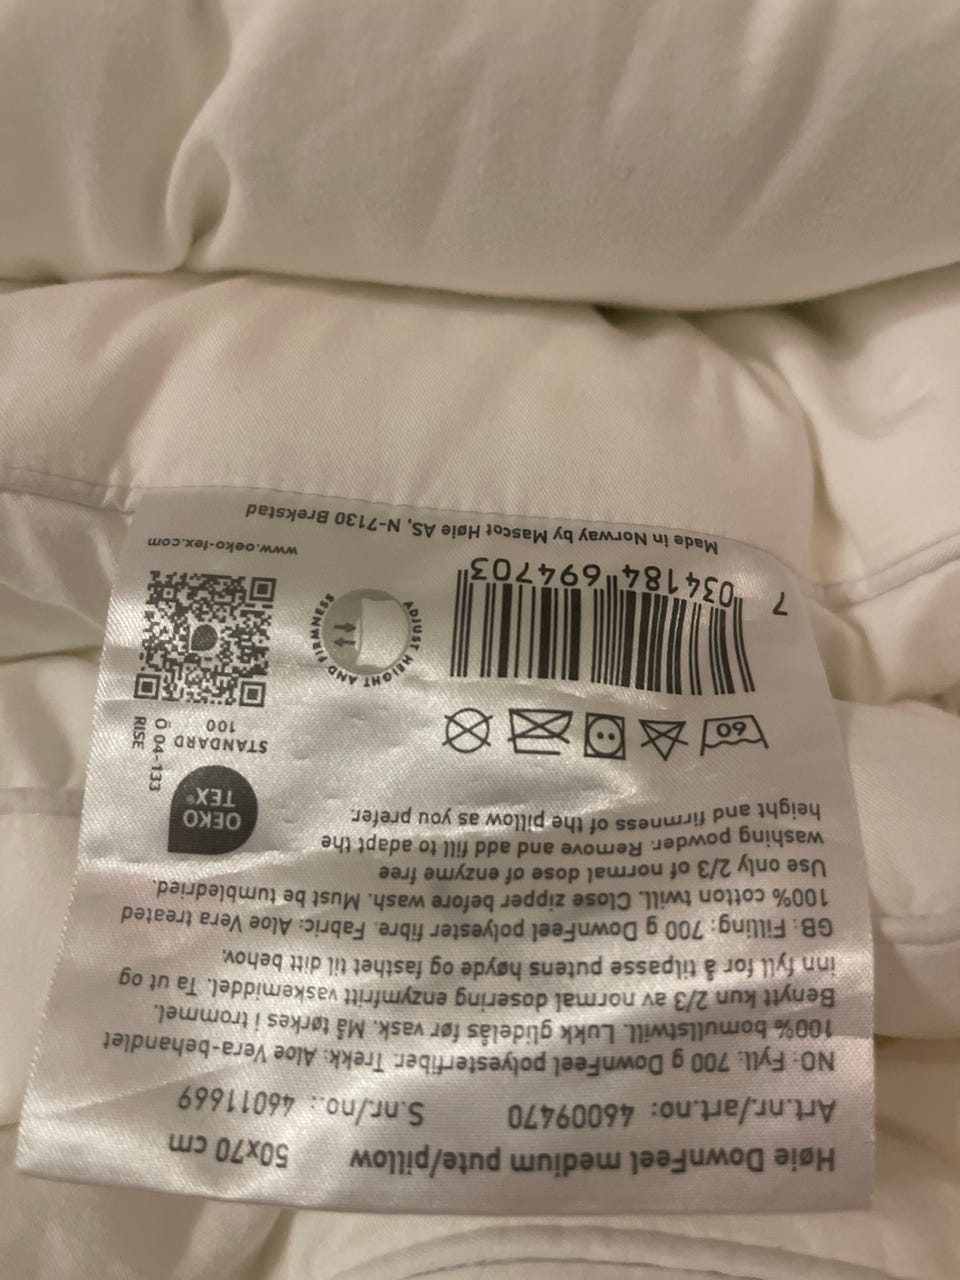 Høie DownFeel medium pute/pillow 50x70 cm
Art.nr./art.no: 46009470 S.nr/no.: 46011669
NO: Fyll: 700 g DownFeel polyesterfiber. Trekk: Aloe Vera-behandlet
100% bomullstwill. Lukk glidelås før vask. Må tørkes i trommel.
Benytt kun 2/3 av normal dosering enzymfritt vaskemiddel. Ta ut og
inn fyll for å tilpasse putens høyde og fasthet til ditt behov.
GB: Filling: 700 g DownFeel polyester fibre. Fabric: Aloe Vera treated
100% cotton twill. Close zipper before wash. Must be tumbledried.
Use only 2/3 of normal dose of enzyme free
washing powder. Remove and add fill to adapt the
height and firmness of the pillow as you prefer.
60
OEKO
TEX®
STANDARD
100
Ö 04-133
RISE
ADJUST HEIGHT AND FIRMNESS
7 034184 694703
www.oeko-tex.com
Made in Norway by Mascot Høie AS, N-7130 Brekstad